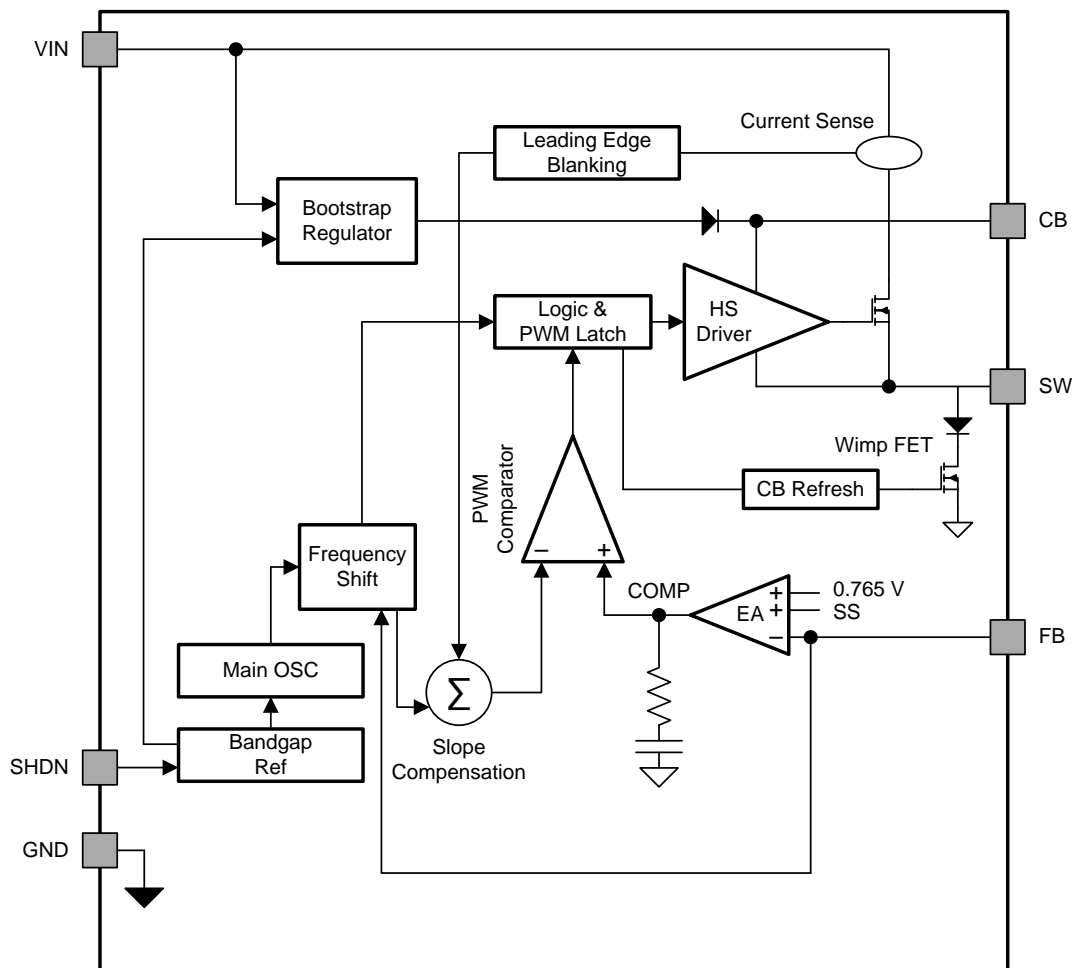 VIN
Current Sense
Leading Edge
Blanking
Bootstrap
Regulator
CB
Logic &
PWM Latch
HS
Driver
SW
Wimp FET
PWM
Comparator
CB Refresh
− +
Frequency
Shift
COMP
EA
+ 0.765 V
+ SS
−
FB
Main OSC
Σ
Bandgap
Ref
Slope
Compensation
SHDN
GND